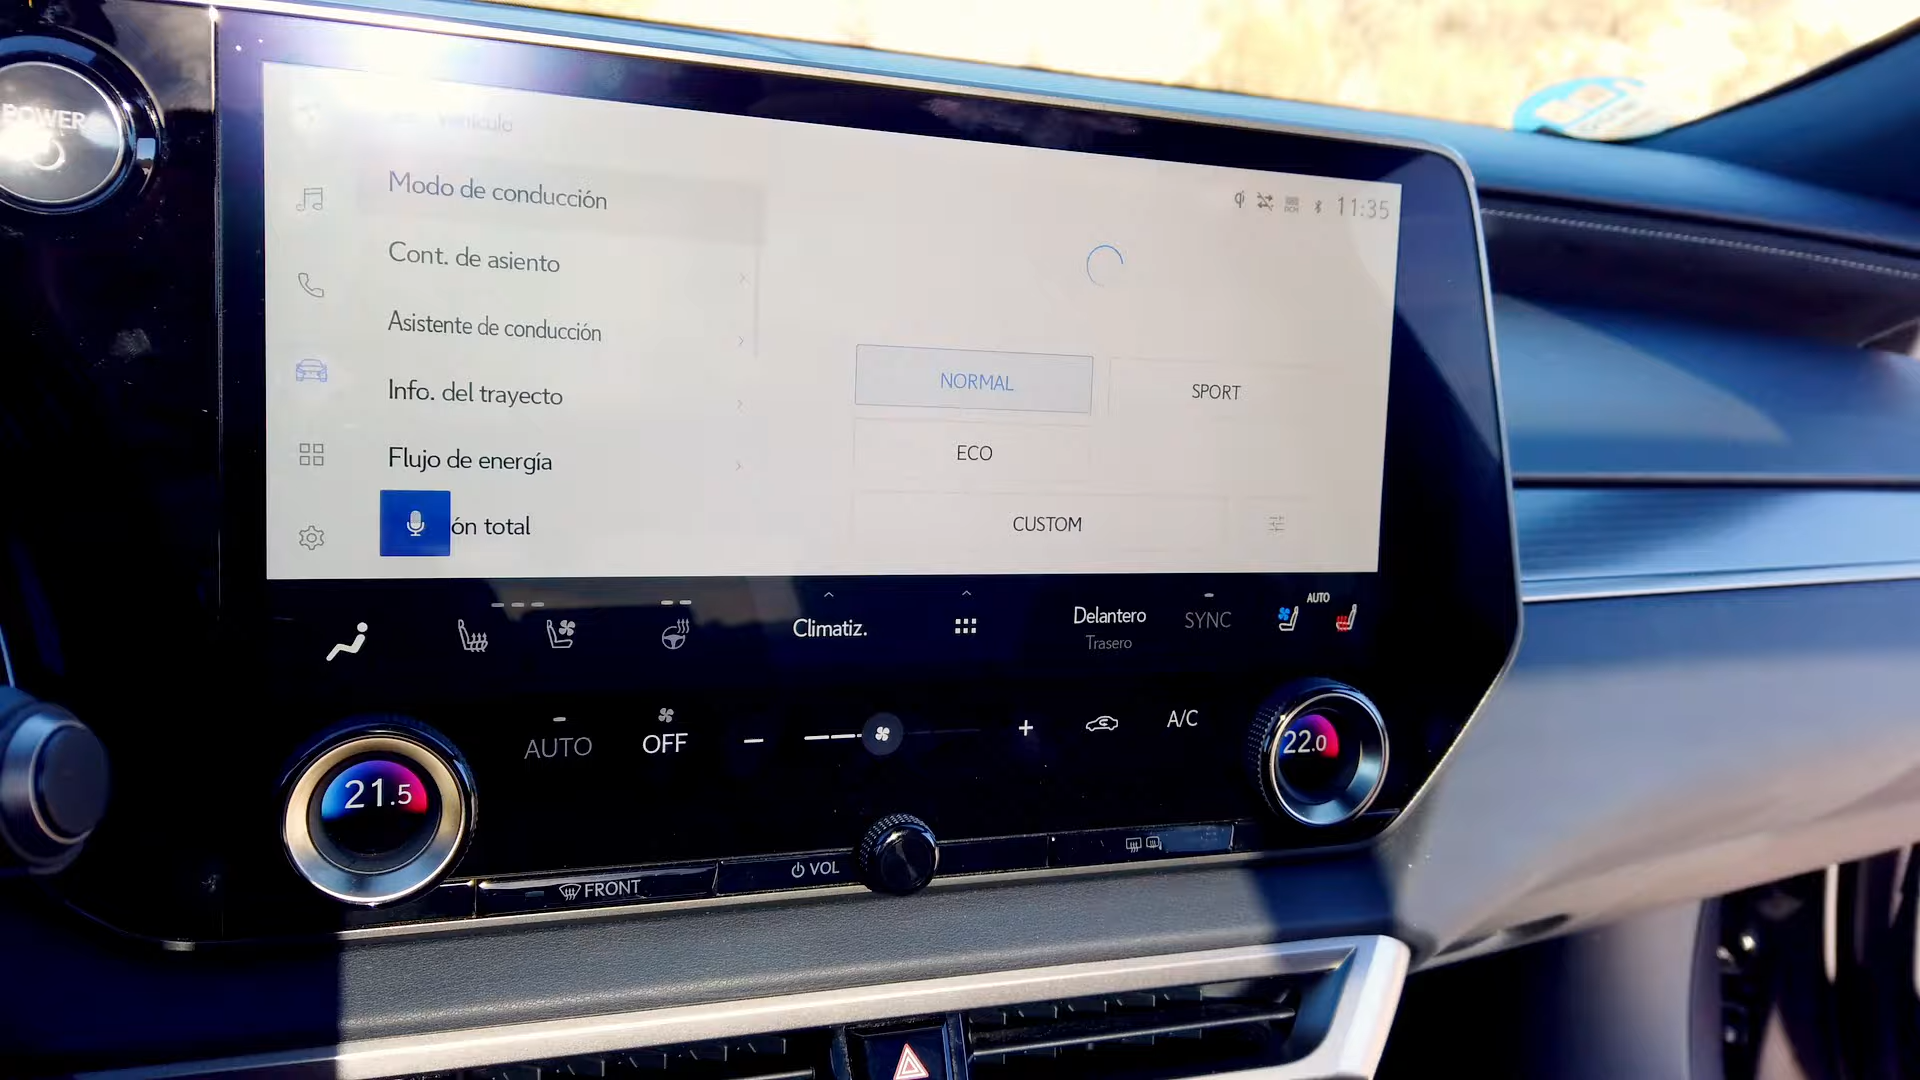 POWER
Vehículo
Modo de conducción
11:35
Cont. de asiento
Asistente de conducción
NORMAL
SPORT
Info. del trayecto
ECO
Flujo de energía
ón total
CUSTOM
AUTO
Climatiz.
Delantero
Trasero
SYNC
AUTO
OFF
A/C
21.5
22.0
FRONT
VOL